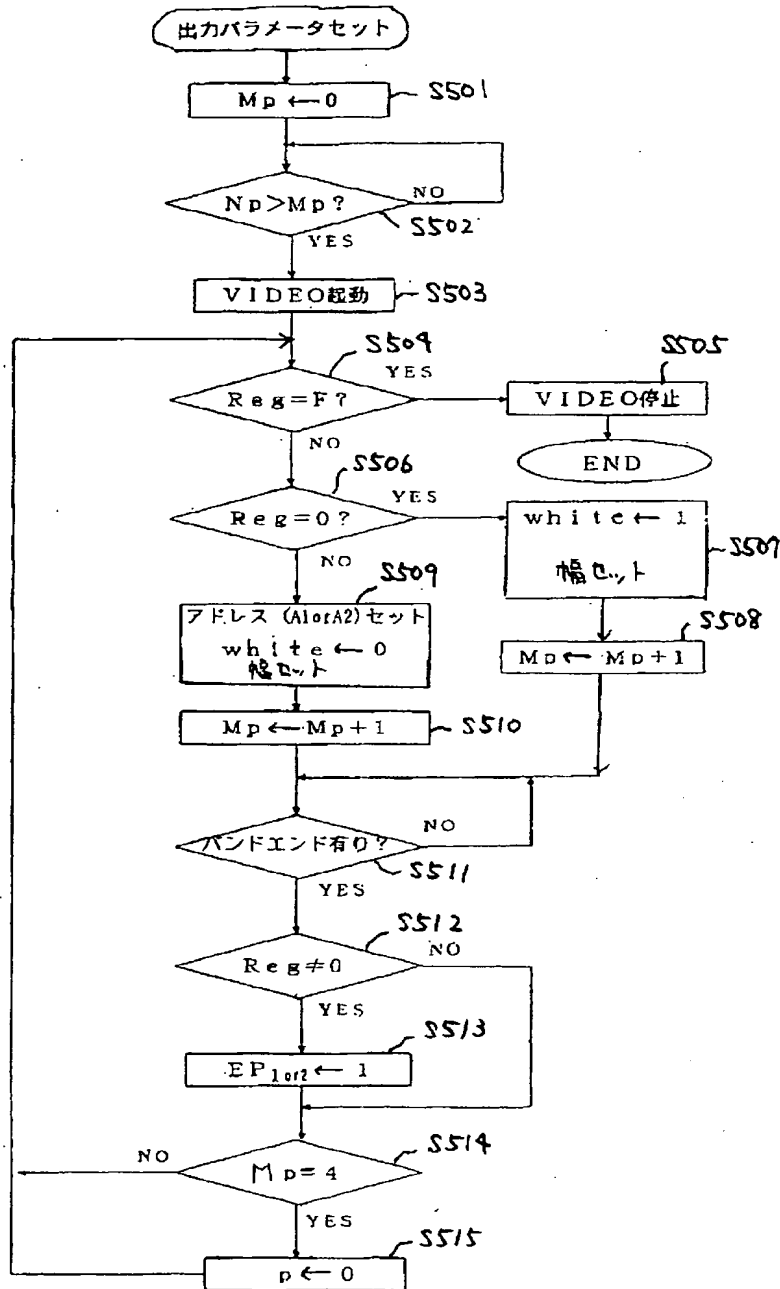 出力パラメータセット
Mp ← 0
S501
Np>Mp?
NO
S502
YES
VIDEO起動
S503
S504
Reg=F?
YES
S505
VIDEO停止
NO
END
S506
Reg=0?
YES
white ← 1
幅セット
S507
NO
S509
アドレス (A1orA2) セット
white ← 0
幅セット
S508
Mp ← Mp+1
Mp ← Mp+1
S510
バンドエンド有り?
NO
S511
YES
S512
Reg≠0
NO
YES
S513
EP1or2 ← 1
S514
NO
Mp=4
YES
S515
p ← 0